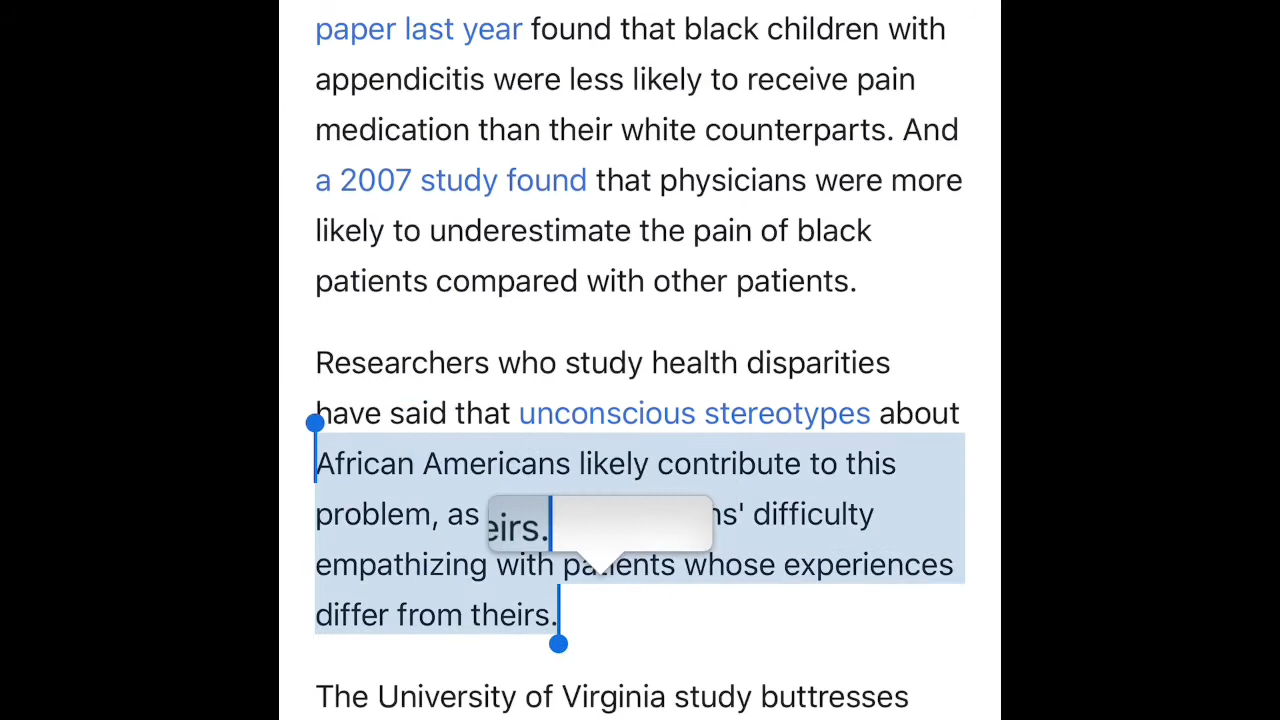 paper last year found that black children with
appendicitis were less likely to receive pain
medication than their white counterparts. And
a 2007 study found that physicians were more
likely to underestimate the pain of black
patients compared with other patients.
Researchers who study health disparities
have said that unconscious stereotypes about
African Americans likely contribute to this
problem, as ns' difficulty
eirs.
empathizing with patients whose experiences
differ from theirs.
The University of Virginia study buttresses